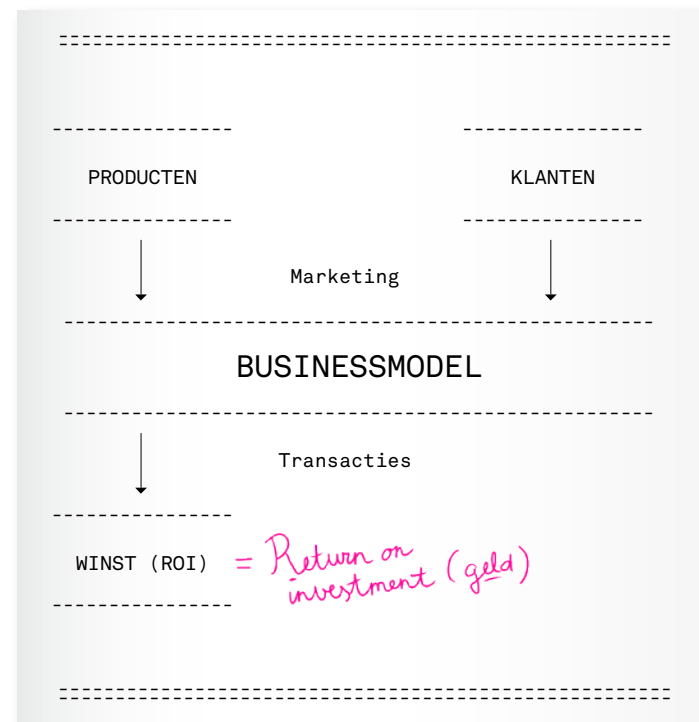 PRODUCTEN KLANTEN
Marketing
BUSINESSMODEL
Transacties
WINST (ROI) = Return on
investment (geld)